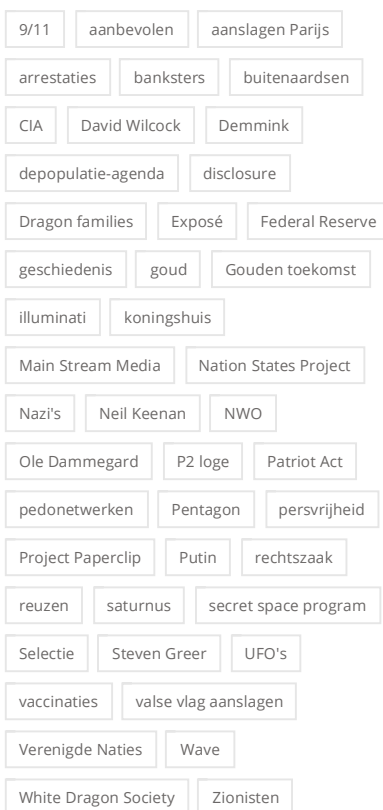 9/11 aanbevolen aanslagen Parijs
arrestaties banksters buitenaardsen
CIA David Wilcock Demmink
depopulatie-agenda disclosure
Dragon families Exposé Federal Reserve
geschiedenis goud Gouden toekomst
illuminati koningshuis
Main Stream Media Nation States Project
Nazi's Neil Keenan NWO
Ole Dammegard P2 loge Patriot Act
pedonetwerken Pentagon persvrijheid
Project Paperclip Putin rechtszaak
reuzen saturnus secret space program
Selectie Steven Greer UFO's
vaccinaties valse vlag aanslagen
Verenigde Naties Wave
White Dragon Society Zionisten